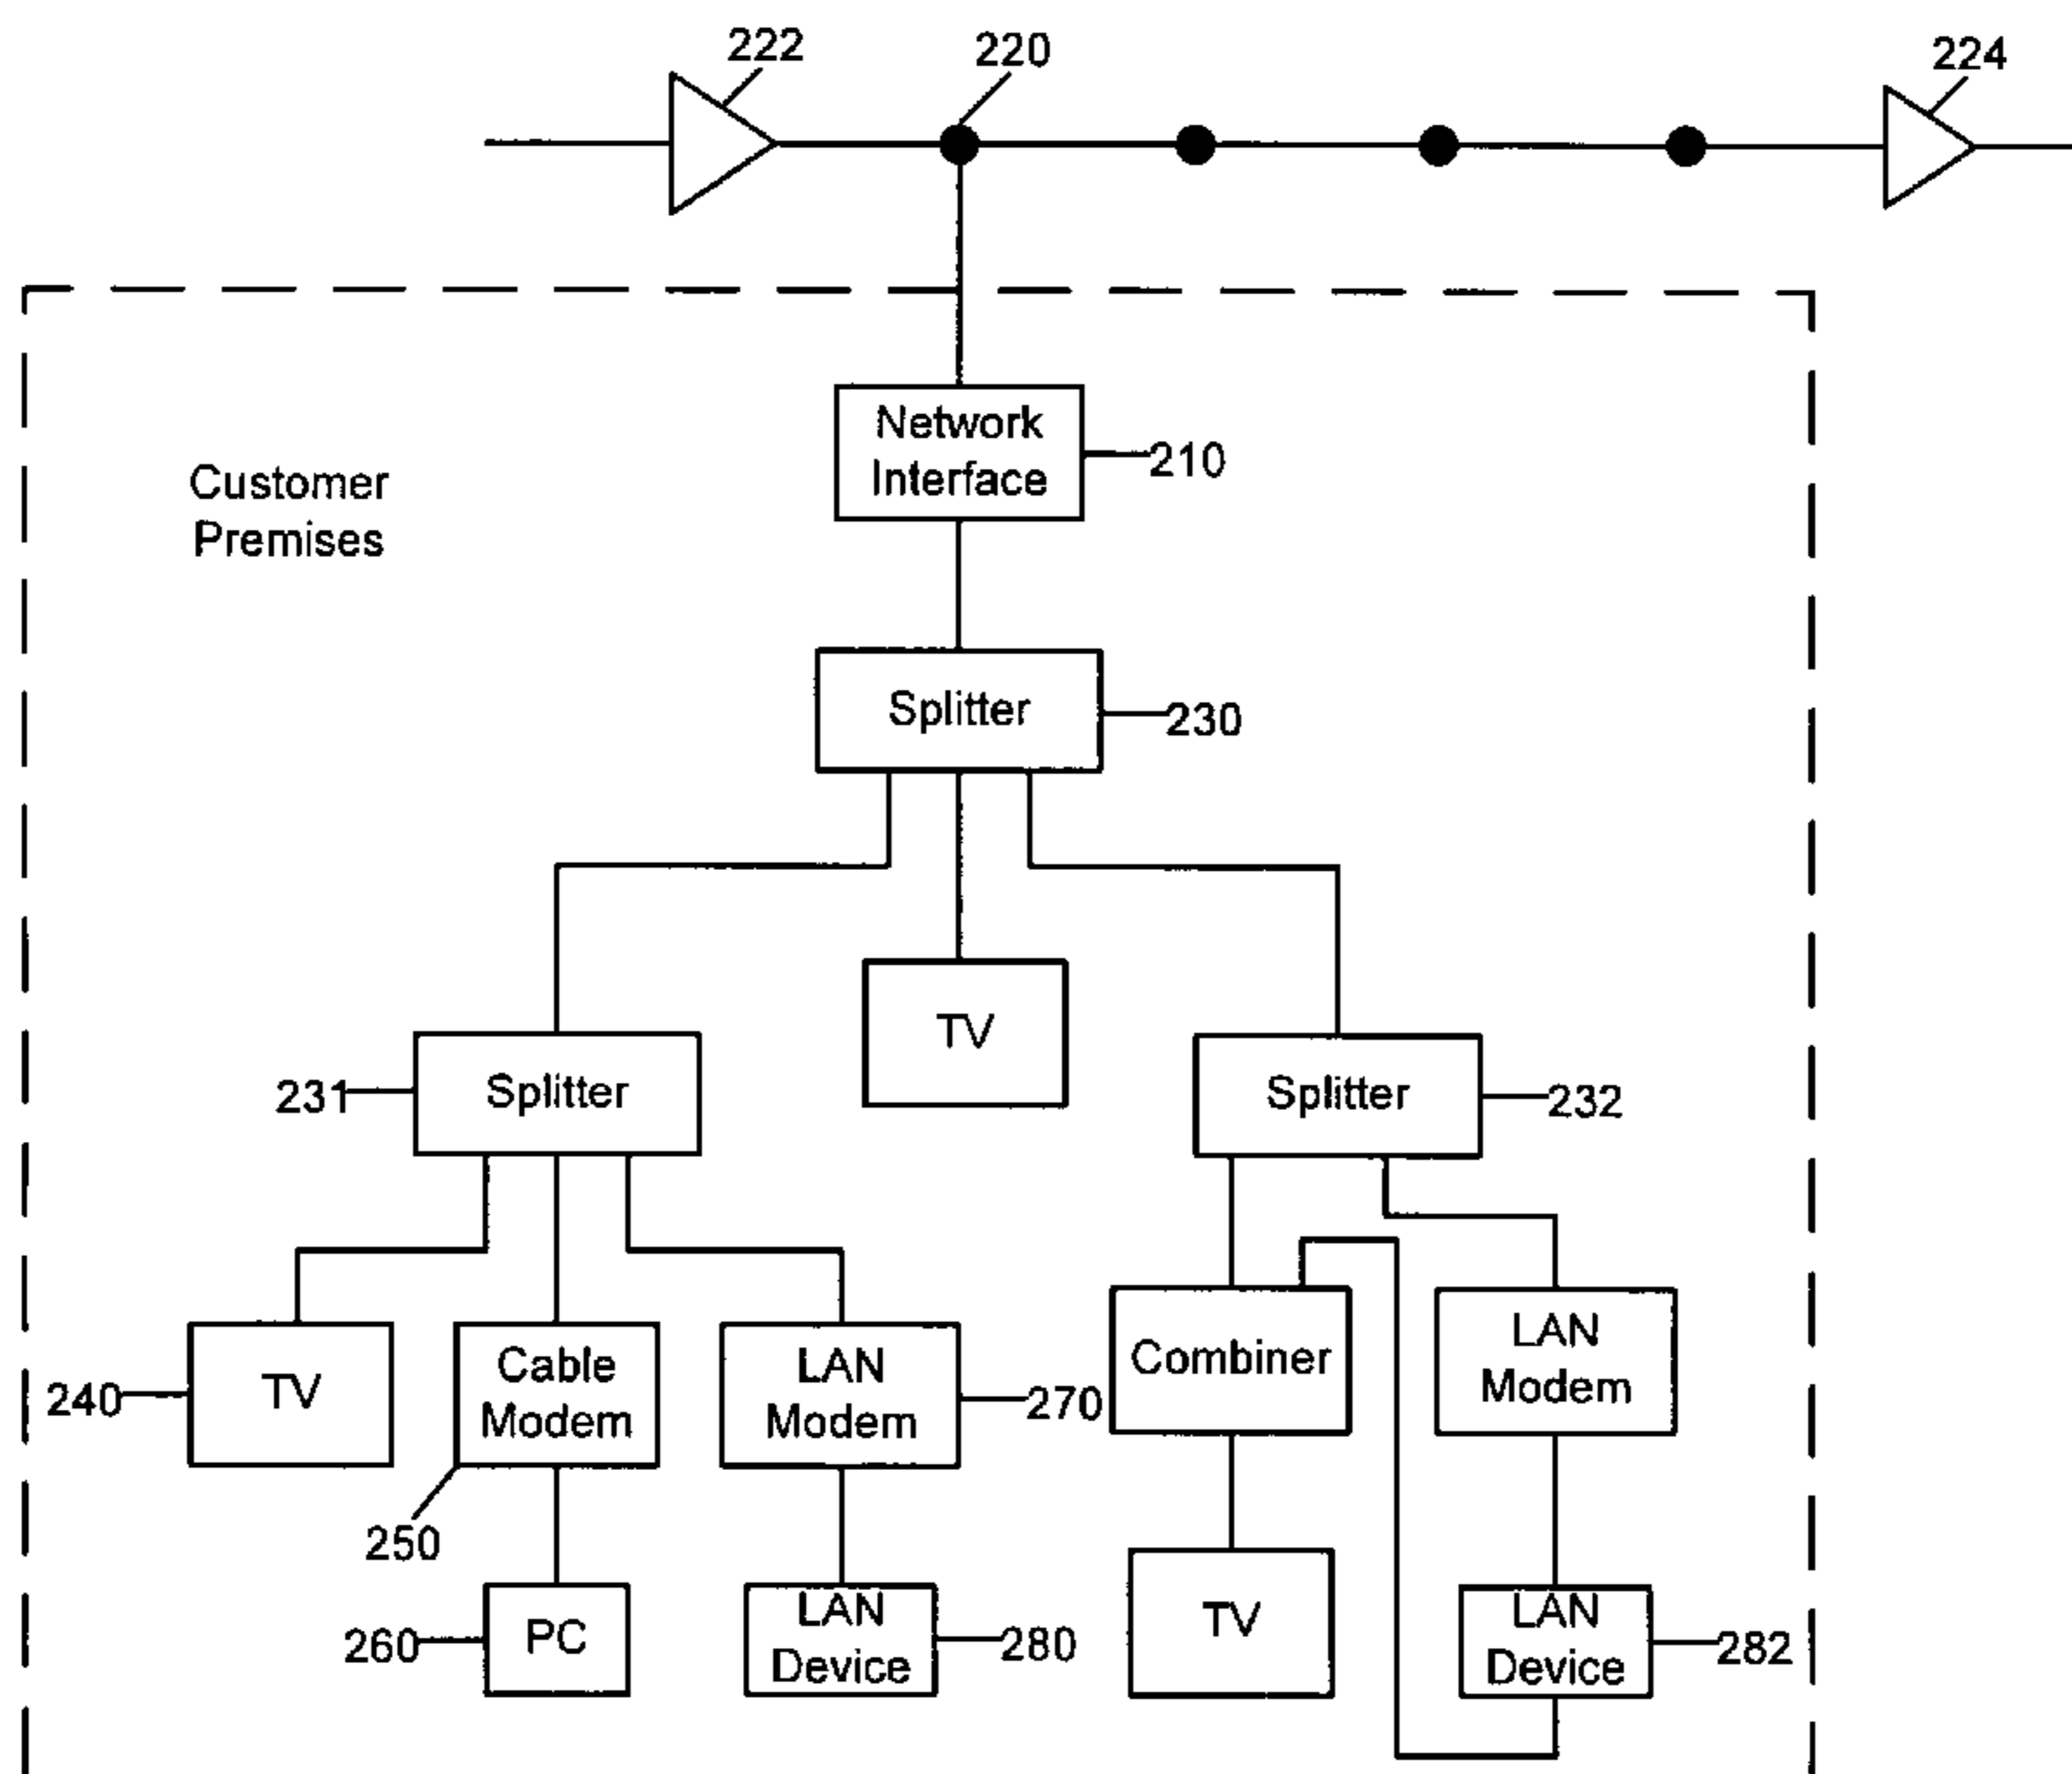 222
220
224
Network
Interface
210
Customer
Premises
Splitter
230
TV
231
Splitter
Splitter
232
240
TV
Cable
Modem
250
LAN
Modem
270
Combiner
LAN
Modem
260
PC
LAN
Device
280
TV
LAN
Device
282